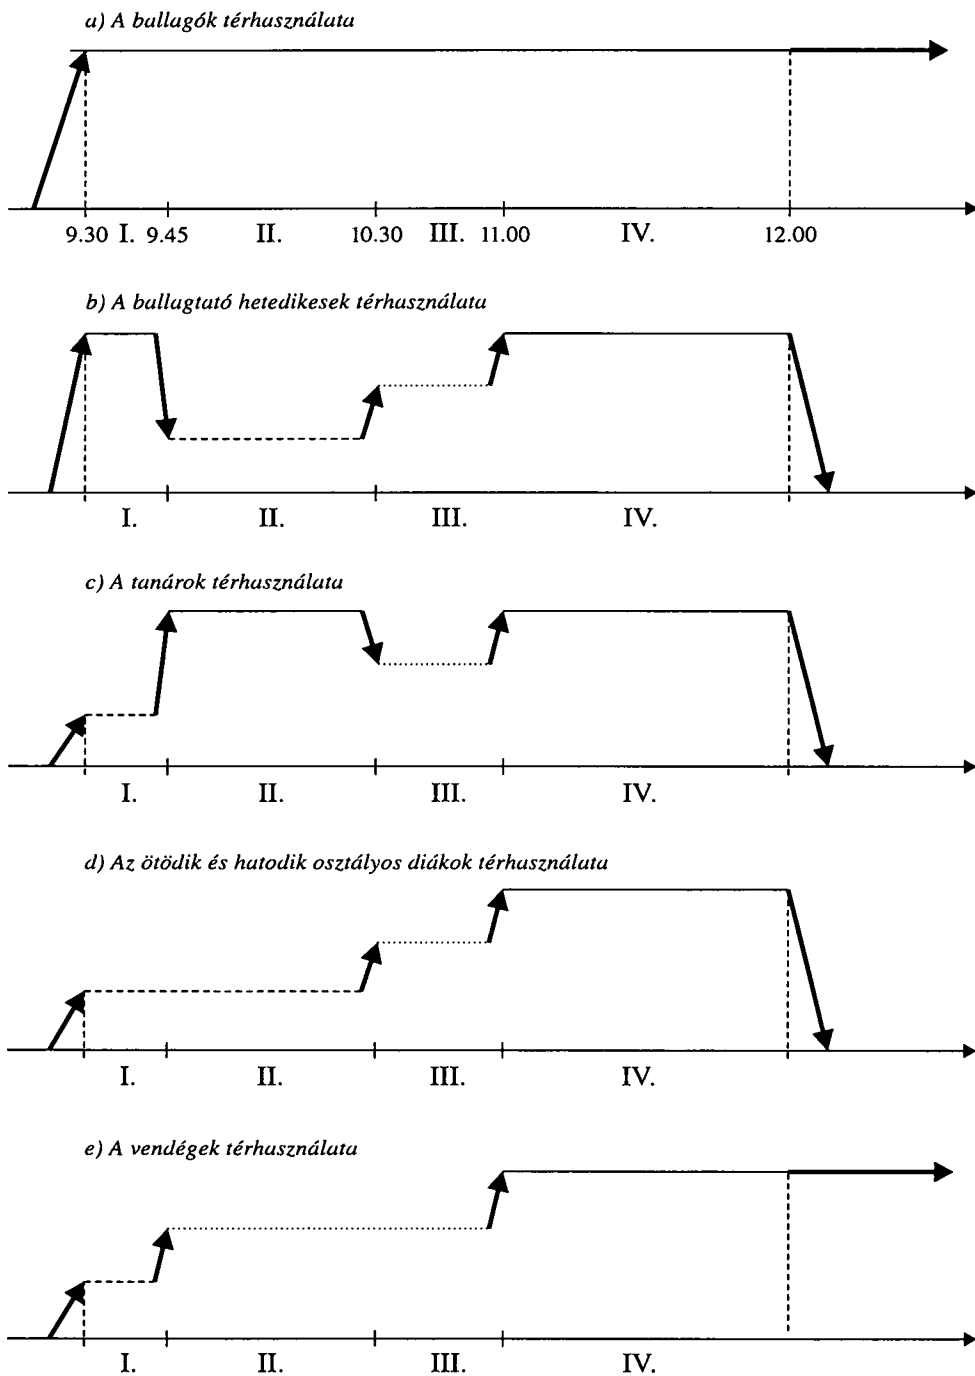 a) A ballagók térhasználata
9.30 I. 9.45 II. 10.30 III. 11.00 IV. 12.00
b) A ballagtató hetedikesek térhasználata
I. II. III. IV.
c) A tanárok térhasználata
I. II. III. IV.
d) Az ötödik és hatodik osztályos diákok térhasználata
I. II. III. IV.
e) A vendégek térhasználata
I. II. III. IV.